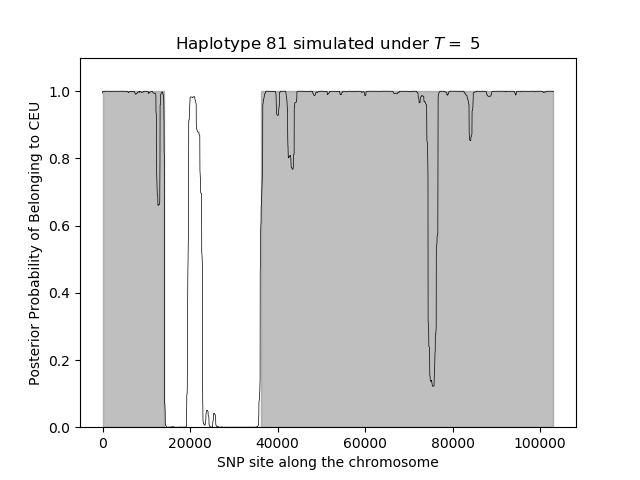 Haplotype 81 simulated under T = 5
Posterior Probability of Belonging to CEU
1.0
0.8
0.6
0.4
0.2
0.0
0 20000 40000 60000 80000 100000
SNP site along the chromosome